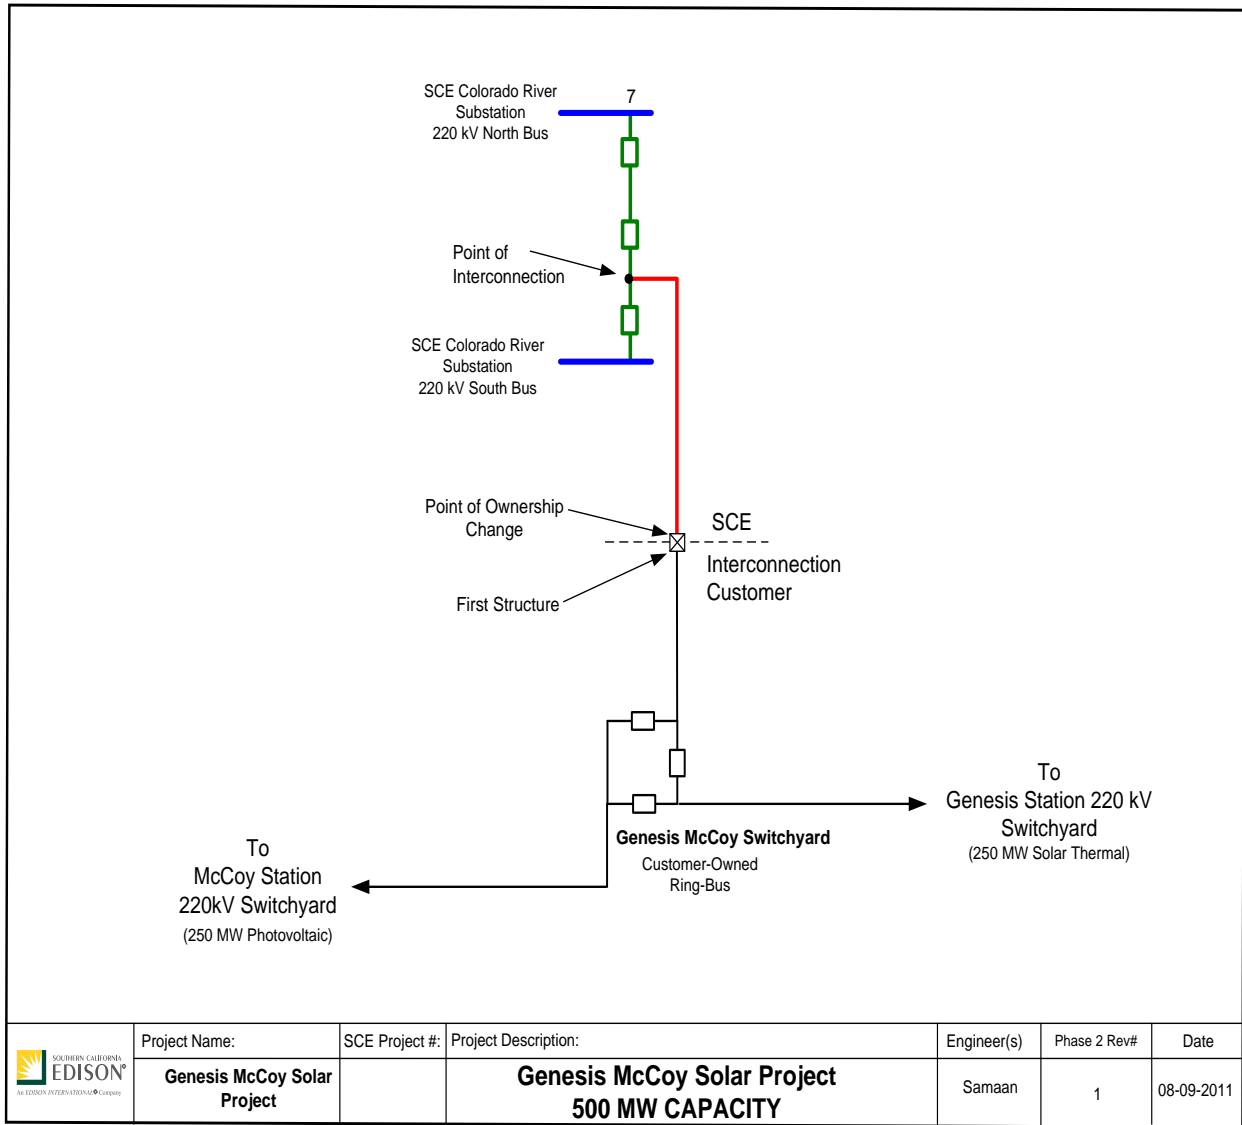 SCE Colorado River
Substation
220 kV North Bus
7
Point of
Interconnection
SCE Colorado River
Substation
220 kV South Bus
Point of Ownership
Change
SCE
Interconnection
Customer
First Structure
To
Genesis Station 220 kV
Switchyard
(250 MW Solar Thermal)
Genesis McCoy Switchyard
Customer-Owned
Ring-Bus
To
McCoy Station
220kV Switchyard
(250 MW Photovoltaic)
SOUTHERN CALIFORNIA
EDISON®
An EDISON INTERNATIONAL® Company
Project Name:
Genesis McCoy Solar
Project
SCE Project #:
Project Description:
Genesis McCoy Solar Project
500 MW CAPACITY
Engineer(s)
Samaan
Phase 2 Rev#
1
Date
08-09-2011